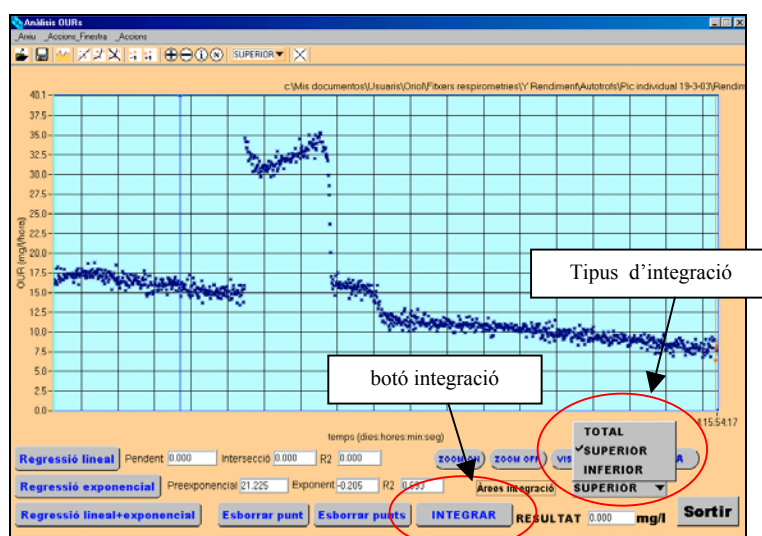 Anàlisis OURs
_Arxiu _Accions_Finestra _Accions
SUPERIOR
c:\Mis documentos\Usuaris\Oriol\Fitxers respirometries\Y Rendiment\Autotrofs\Pic individual 19-3-03\Rendim
40.1
37.5
35.0
32.5
30.0
27.5
25.0
22.5
20.0
17.5
15.0
12.5
10.0
7.5
5.0
2.5
0.0
OUR (mg/l/hora)
Tipus d'integració
botó integració
temps (dies:hores:min:seg)
15:54:17
TOTAL
SUPERIOR
INFERIOR
Regressió lineal Pendent 0.000 Intersecció 0.000 R2 0.000 ZOOM ON ZOOM OFF VIS A
Regressió exponencial Preexponencial 21.225 Exponent -0.205 R2 Àrees integració SUPERIOR
Regressió lineal+exponencial Esborrar punt Esborrar punts INTEGRAR RESULTAT 0.000 mg/l Sortir